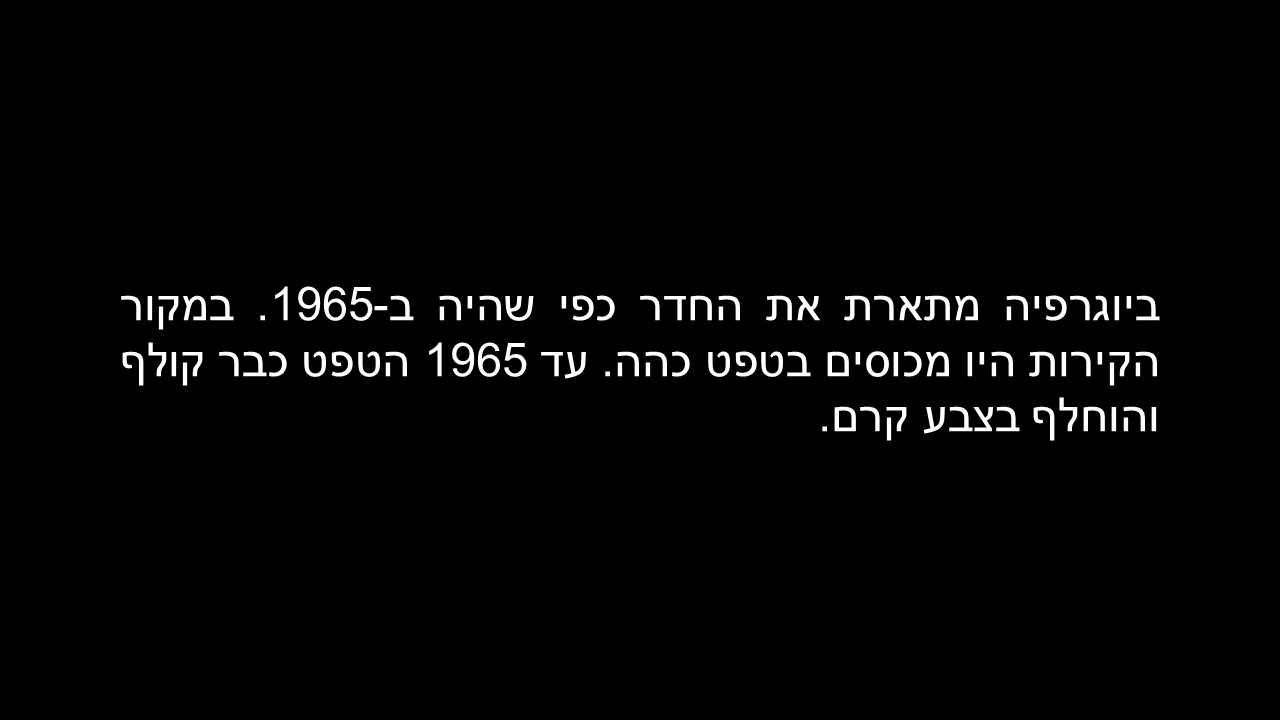 ביוגרפיה מתארת את החדר כפי שהיה ב-1965. במקור
הקירות היו מכוסים בטפט כהה. עד 1965 הטפט כבר קולף
והוחלף בצבע קרם.